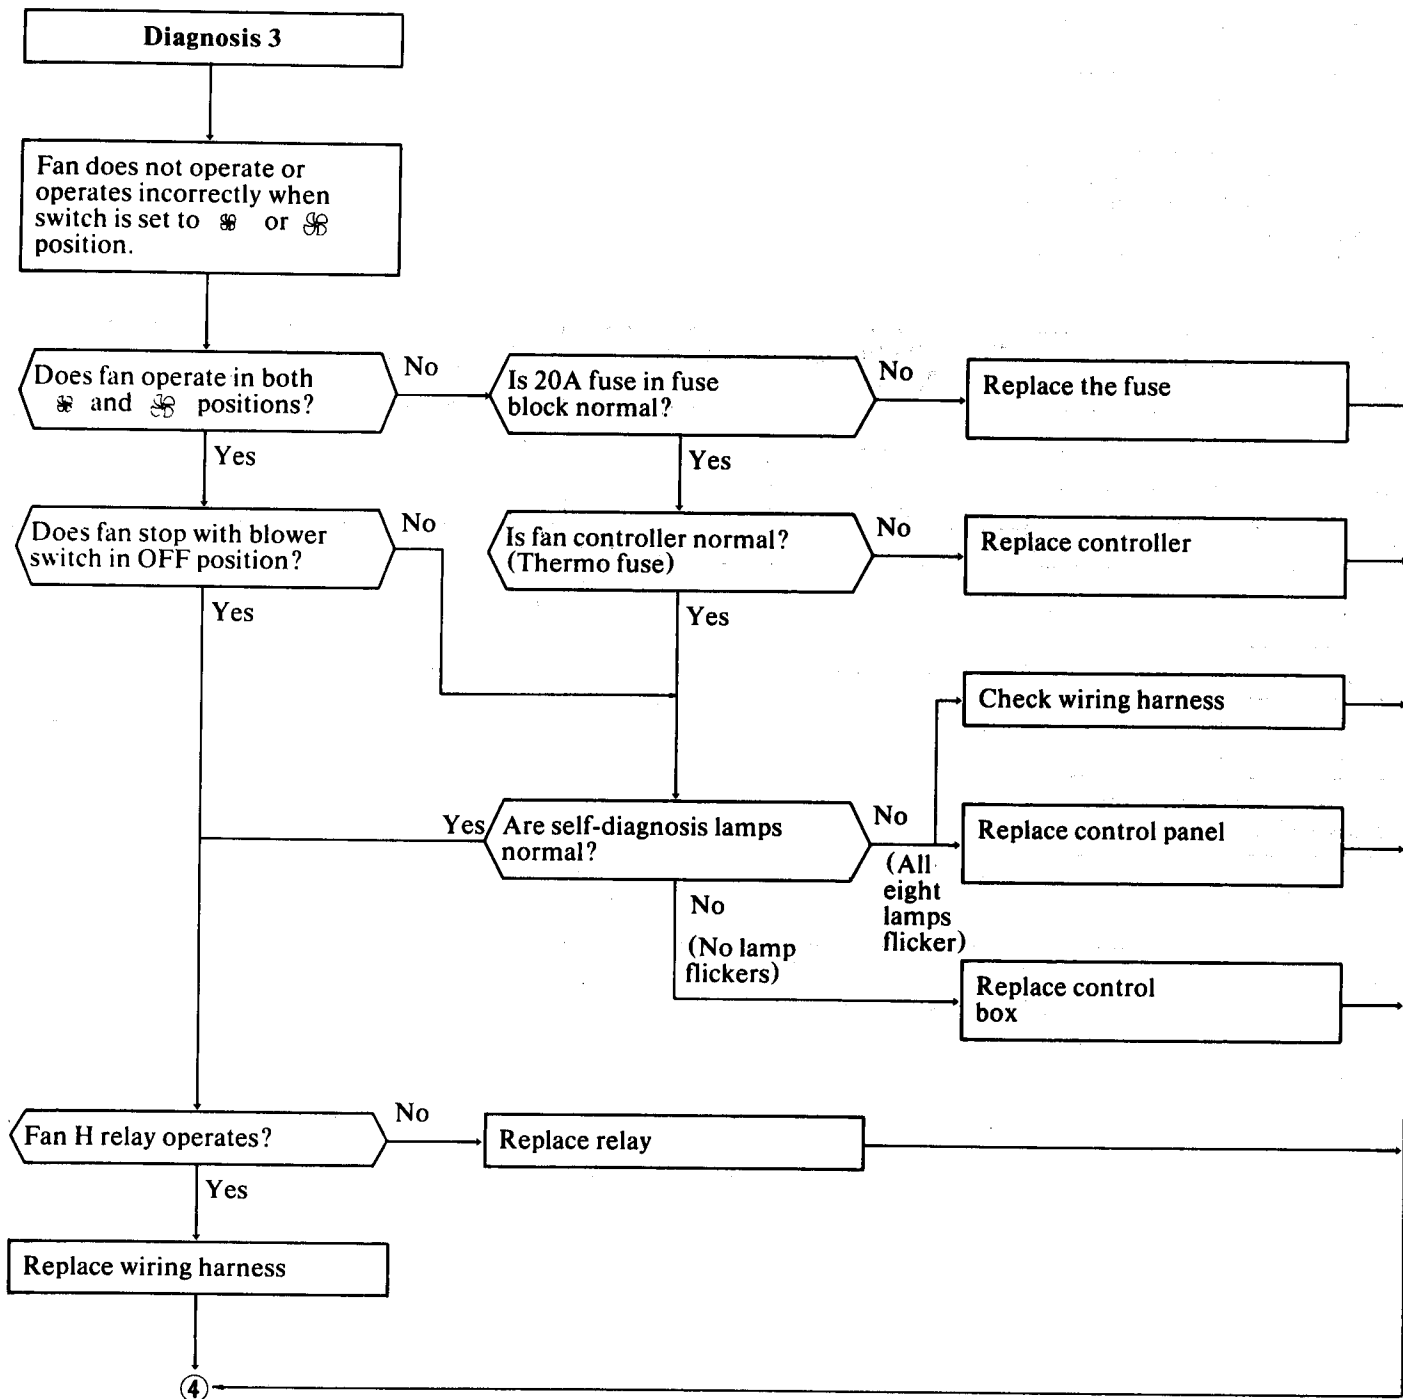 Diagnosis 3
Fan does not operate or
operates incorrectly when
switch is set to or
position.
Does fan operate in both
and positions?
No
Is 20A fuse in fuse
block normal?
No
Replace the fuse
Yes
Yes
Does fan stop with blower
switch in OFF position?
No
Is fan controller normal?
(Thermo fuse)
No
Replace controller
Yes
Yes
Check wiring harness
Yes
Are self-diagnosis lamps
normal?
No
(All
eight
lamps
flicker)
Replace control panel
No
(No lamp
flickers)
Replace control
box
Fan H relay operates?
No
Replace relay
Yes
Replace wiring harness
4